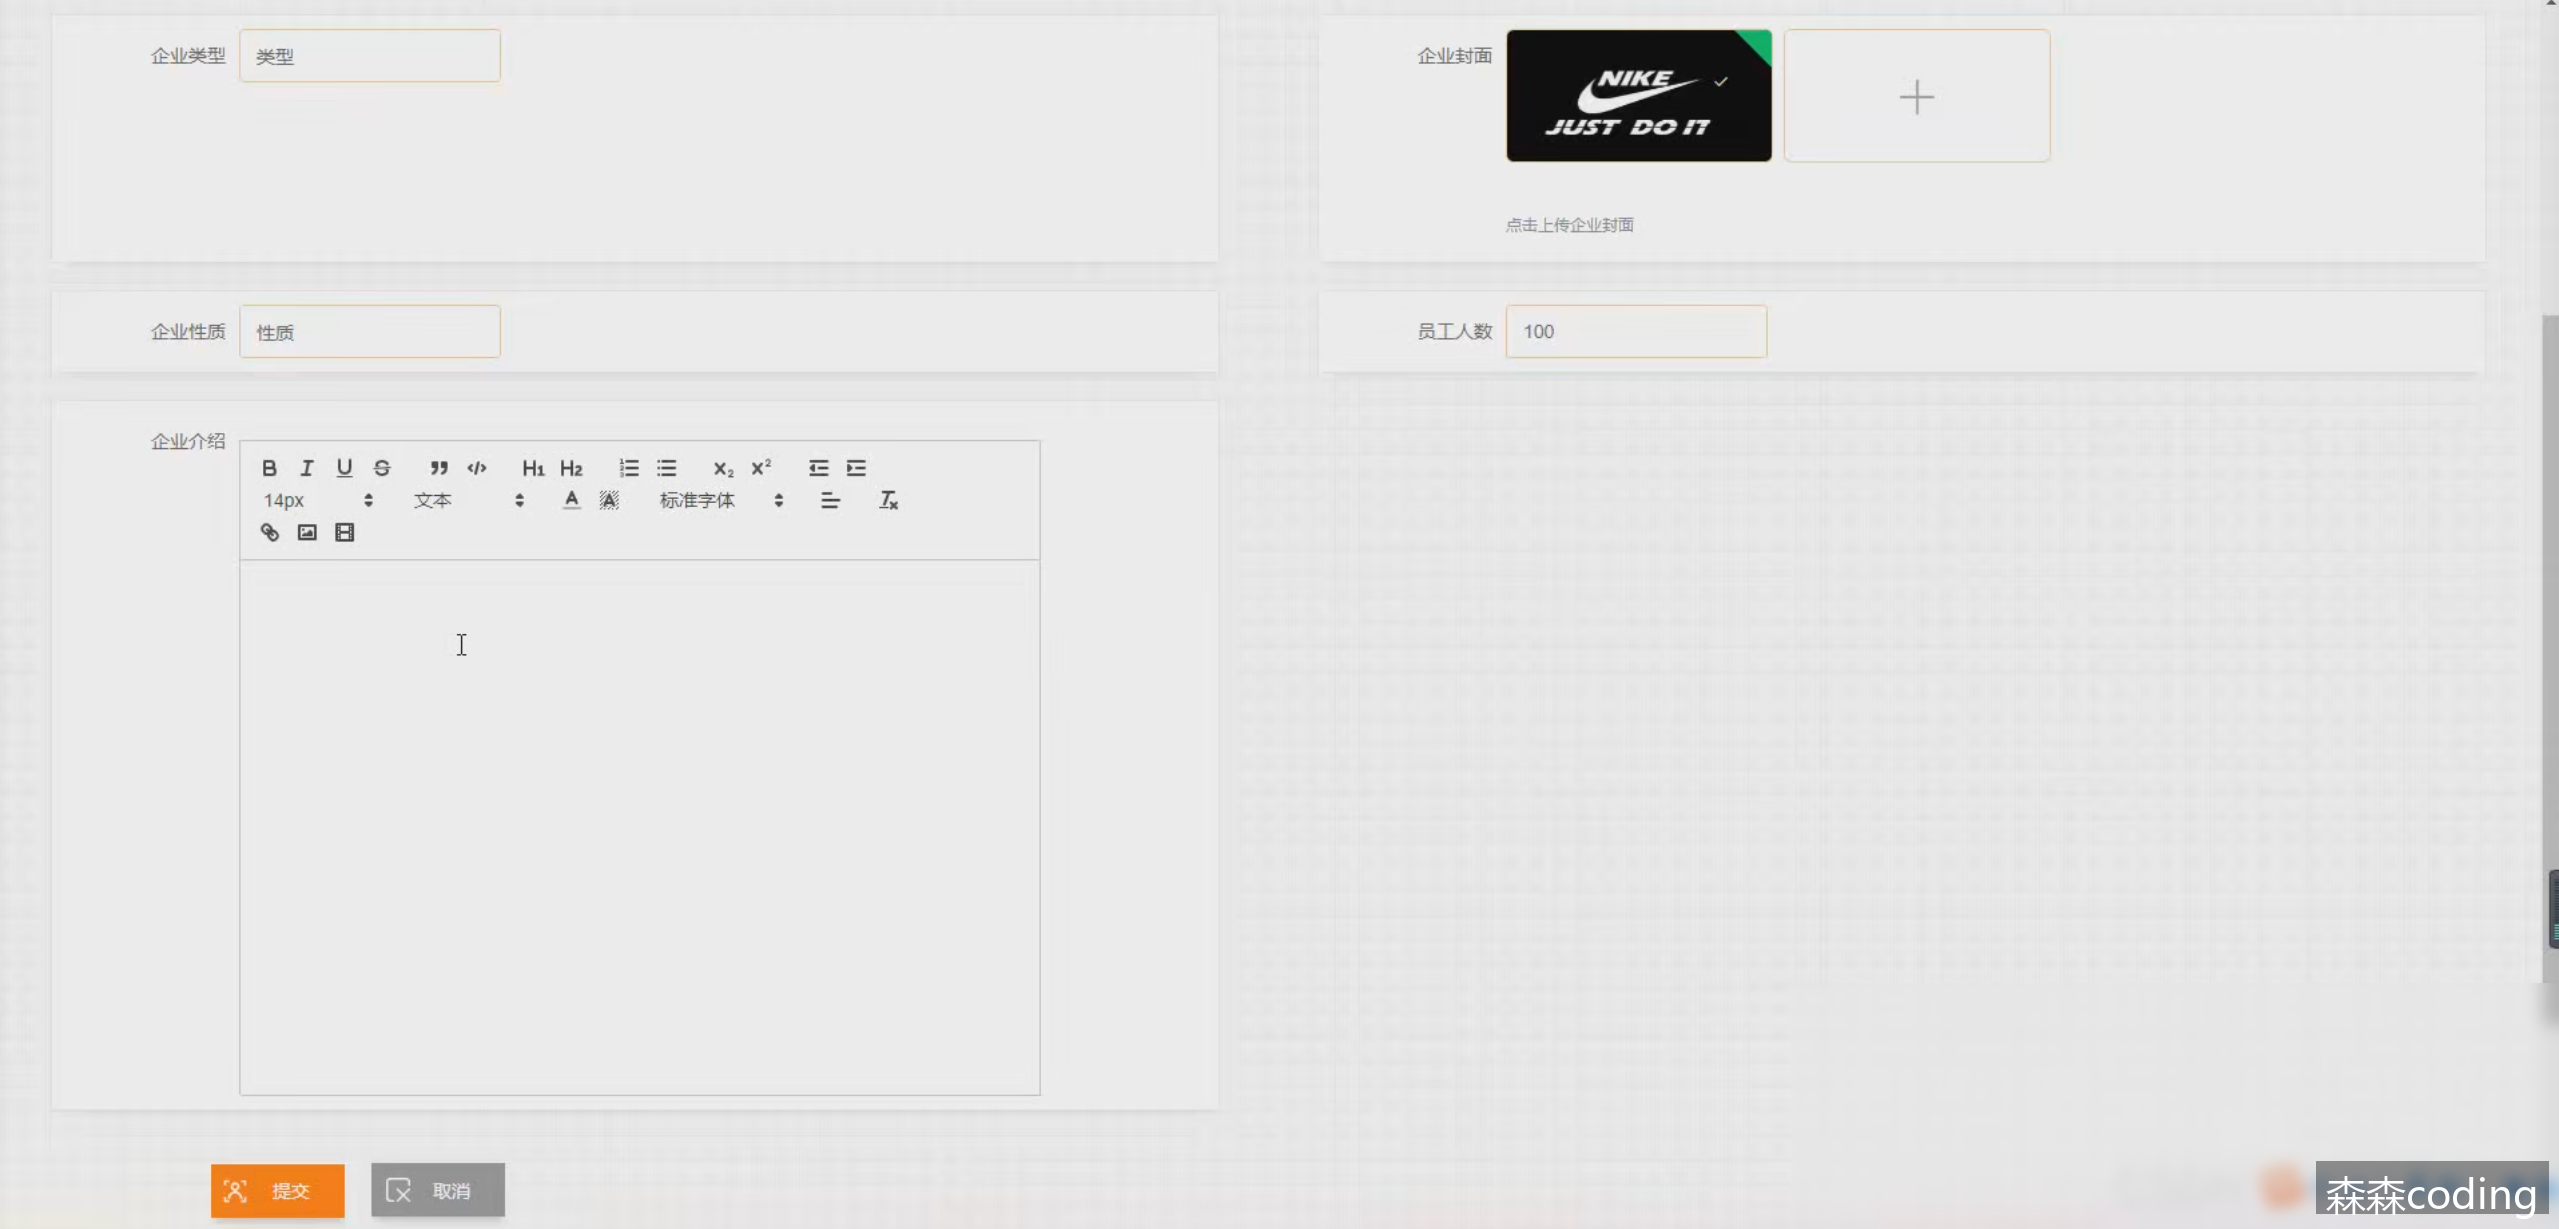 企业类型
类型
企业封面
NIKE
JUST DO IT
点击上传企业封面
企业性质
性质
员工人数
100
企业介绍
B I U S H1 H2 X2 X2
14px 文本 A A 标准字体 Tx
提交
取消
森森coding